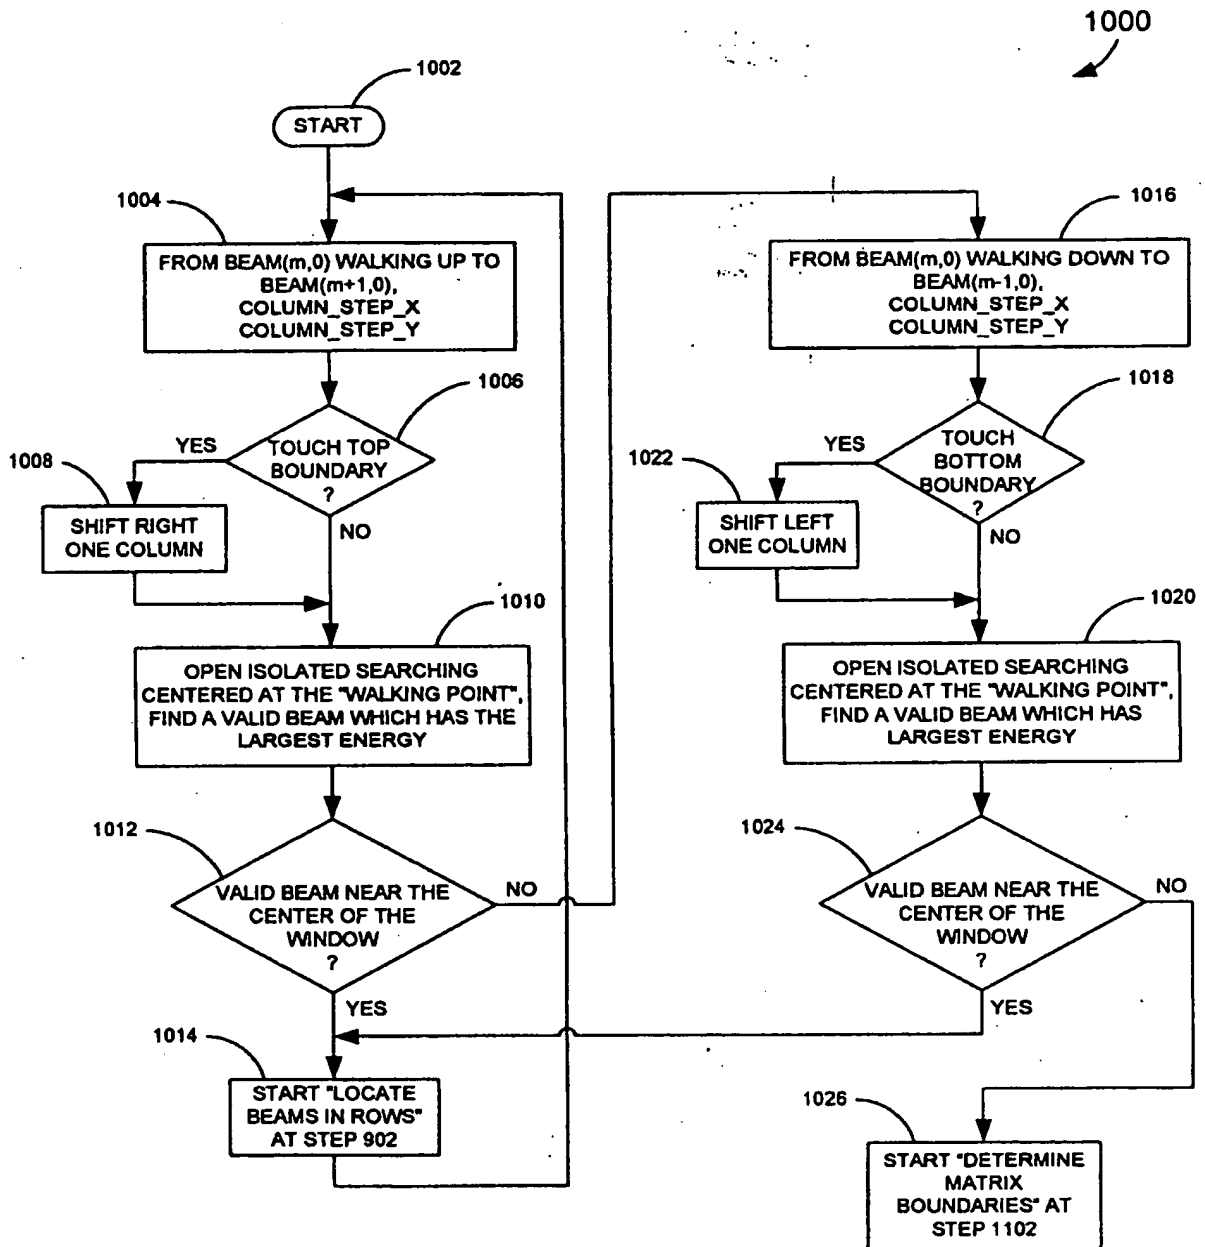 1000
1002
START
1004
FROM BEAM(m,0) WALKING UP TO
BEAM(m+1,0),
COLUMN_STEP_X
COLUMN_STEP_Y
1006
TOUCH TOP
BOUNDARY
?
YES
NO
1008
SHIFT RIGHT
ONE COLUMN
1010
OPEN ISOLATED SEARCHING
CENTERED AT THE "WALKING POINT",
FIND A VALID BEAM WHICH HAS THE
LARGEST ENERGY
1012
VALID BEAM NEAR THE
CENTER OF THE
WINDOW
?
NO
YES
1014
START "LOCATE
BEAMS IN ROWS"
AT STEP 902
1016
FROM BEAM(m,0) WALKING DOWN TO
BEAM(m-1,0),
COLUMN_STEP_X
COLUMN_STEP_Y
1018
TOUCH
BOTTOM
BOUNDARY
?
YES
NO
1022
SHIFT LEFT
ONE COLUMN
1020
OPEN ISOLATED SEARCHING
CENTERED AT THE "WALKING POINT",
FIND A VALID BEAM WHICH HAS
LARGEST ENERGY
1024
VALID BEAM NEAR THE
CENTER OF THE
WINDOW
?
NO
YES
1026
START "DETERMINE
MATRIX
BOUNDARIES" AT
STEP 1102